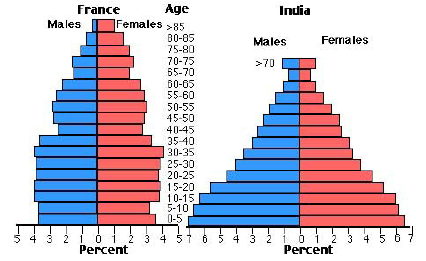 France Age India
Males Females >85
80-85
75-80
70-75
65-70
60-65
55-60
50-55
45-50
40-45
35-40
30-35
25-30
20-25
15-20
5-10
0-5
Males Females
>70
5 4 3 2 1 0 1 2 3 4 5
Percent
7 6 5 4 3 2 1 0 1 2 3 4 5 6 7
Percent